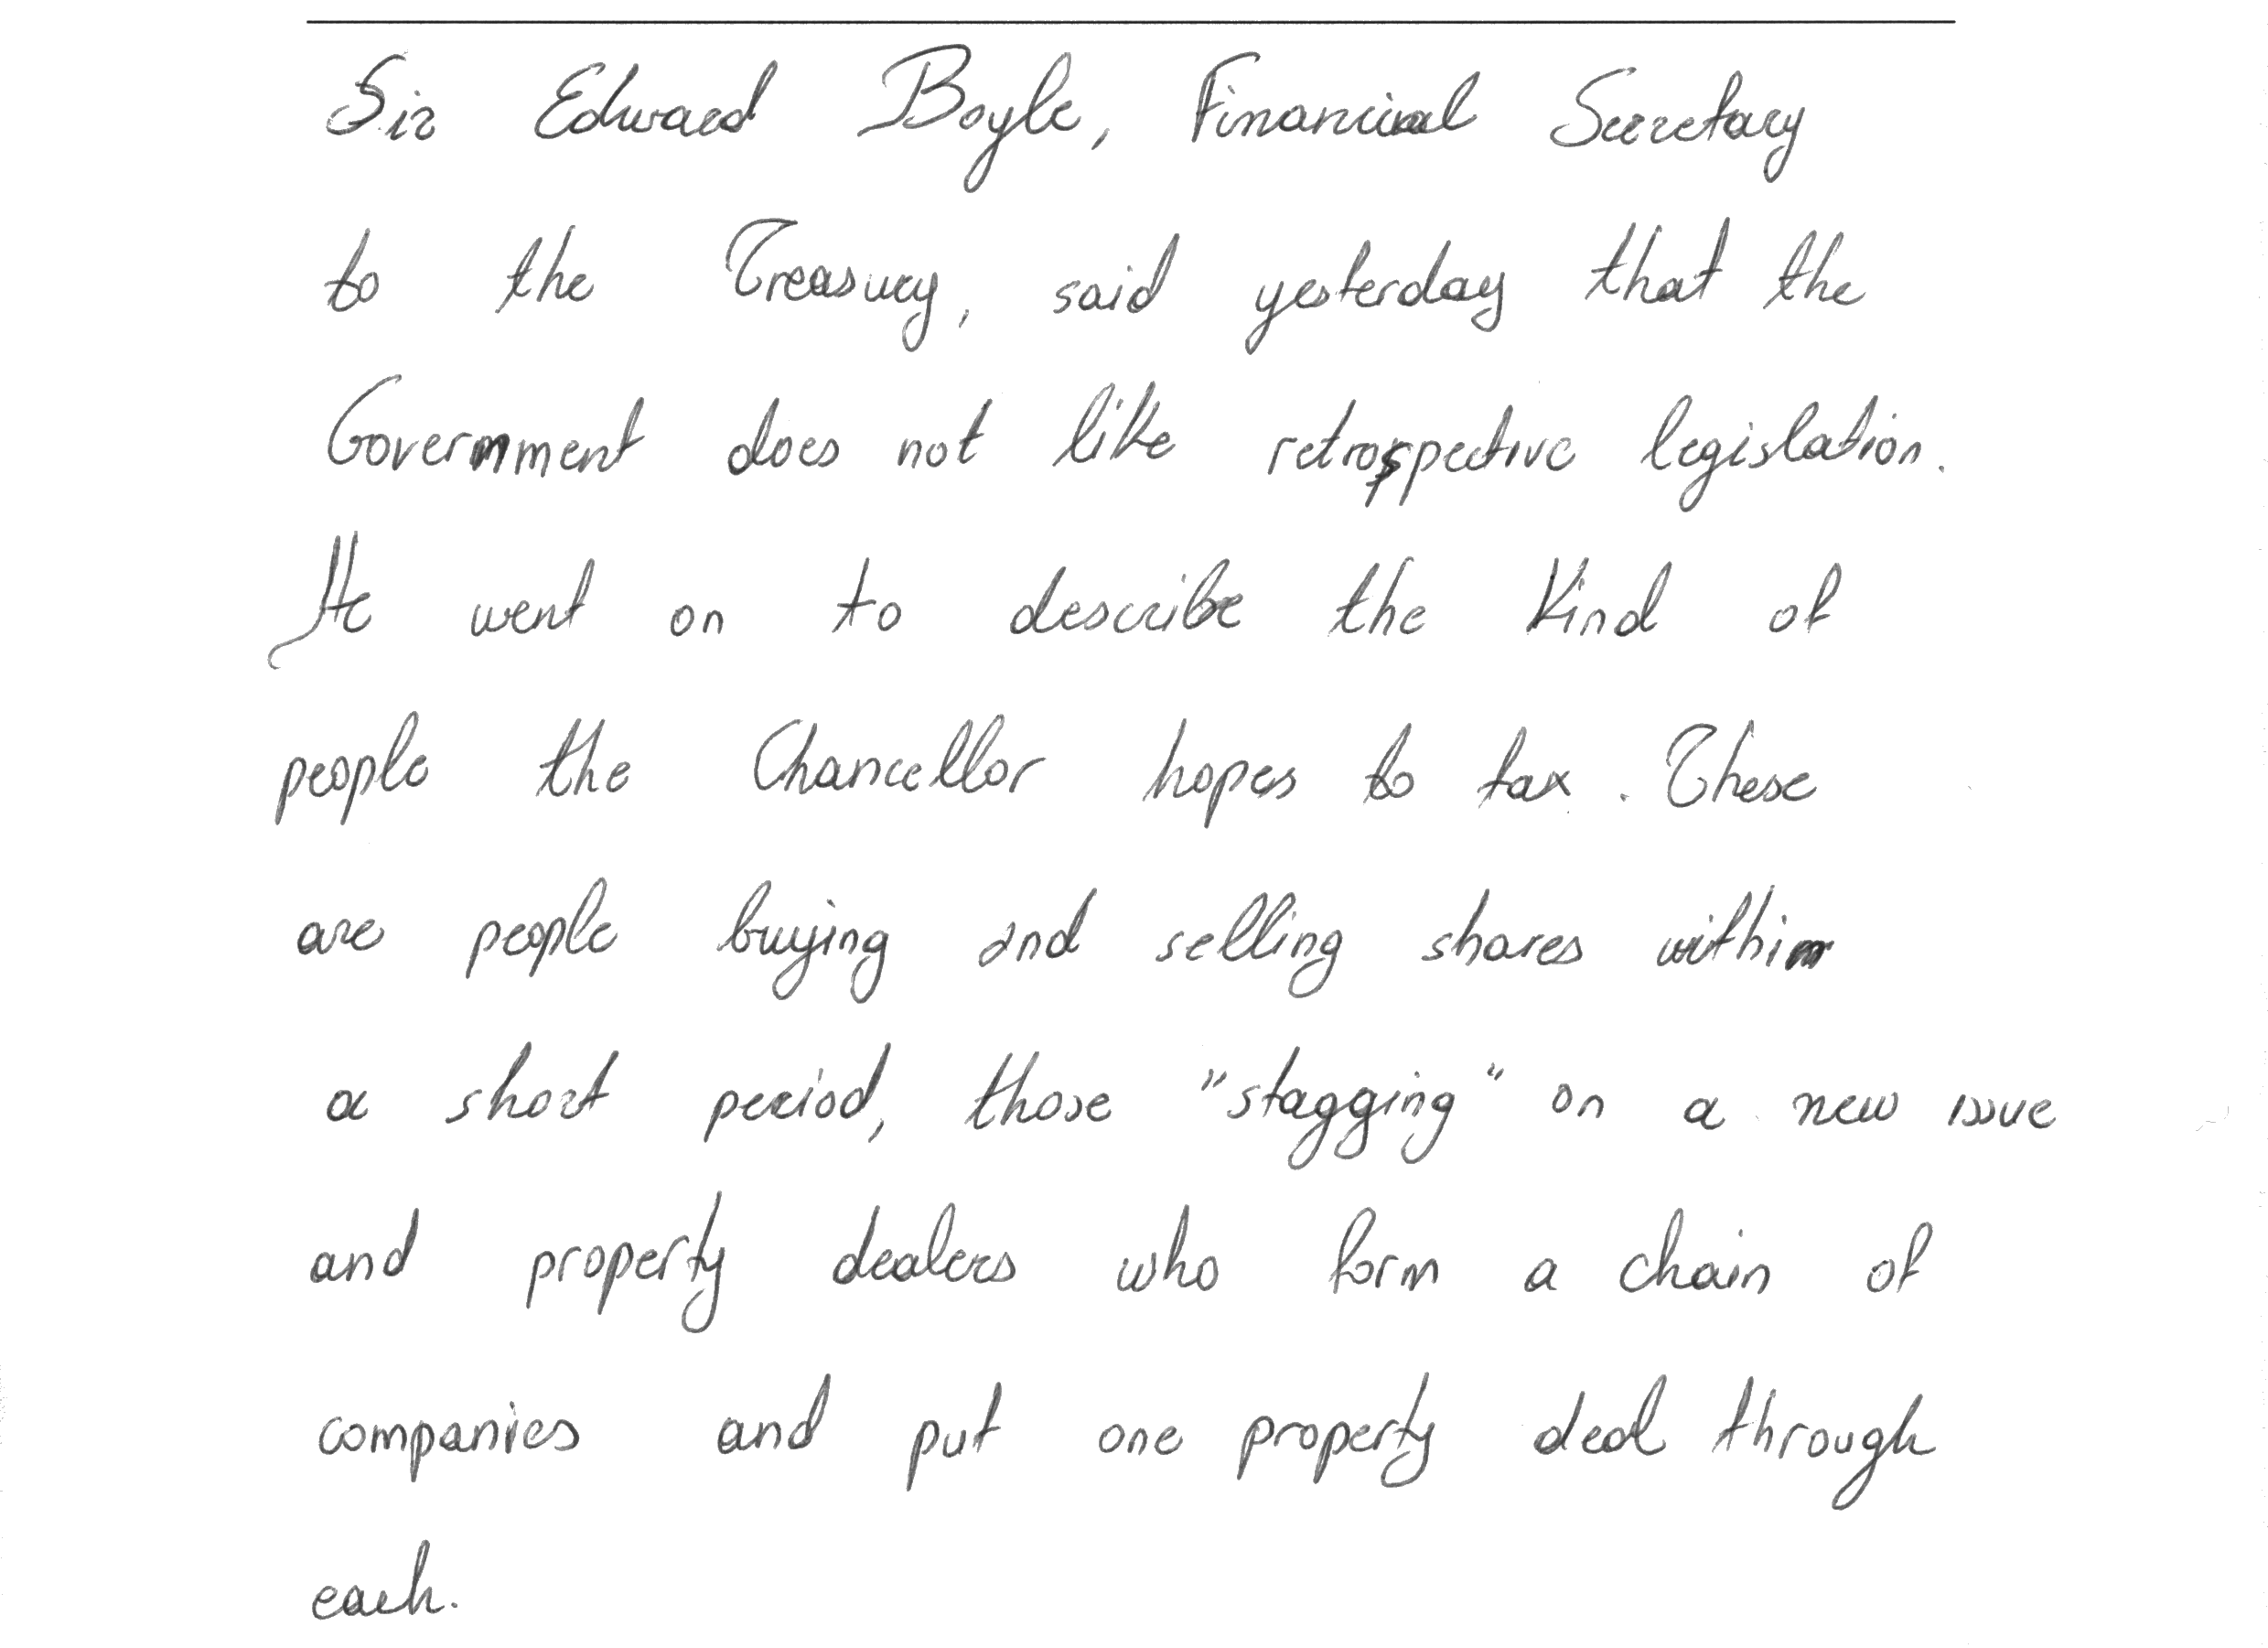 Sir Edward Boyle, Financial Secretary
to the Treasury, said yesterday that the
Government does not like retrospective legislation.
He went on to describe the kind of
people the Chancellor hopes to tax. These
are people buying and selling shares within
a short period, those "stagging" on a new issue
and property dealers who form a chain of
companies and put one property deal through
each.